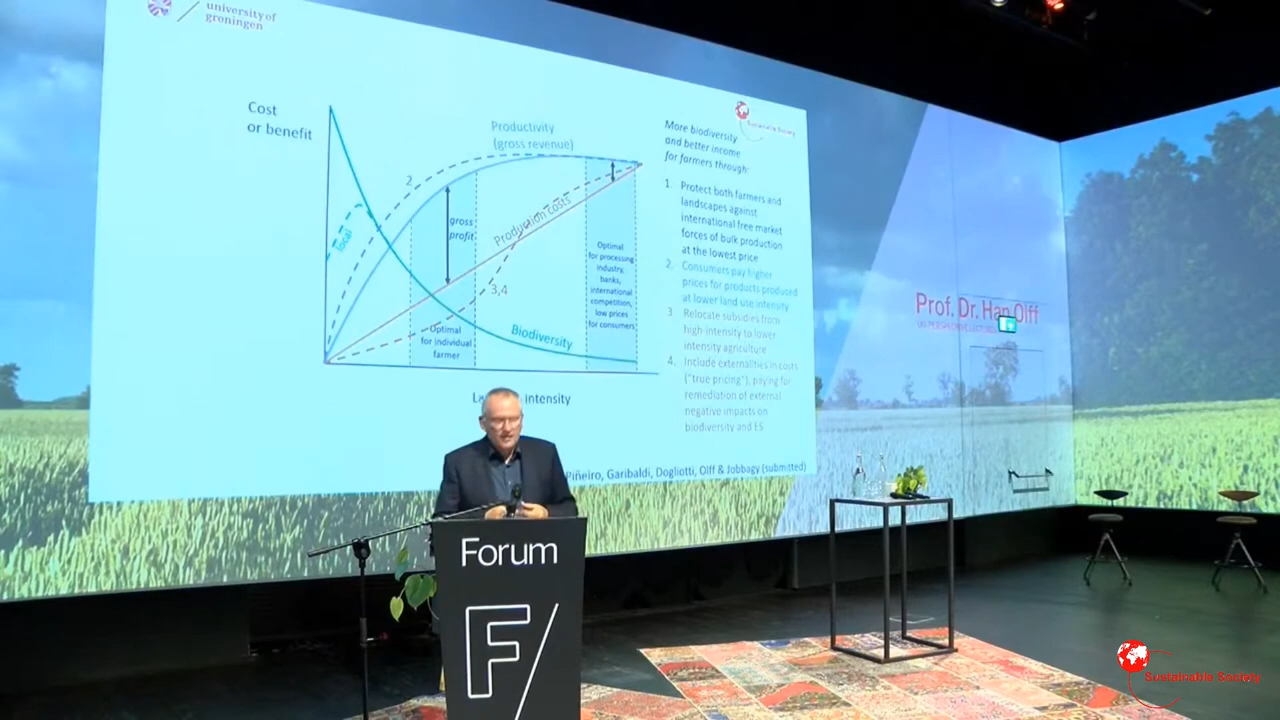 university of
groningen
Cost
or benefit
Productivity
(gross revenue)
2
local
gross
profit
Production costs
3,4
Biodiversity
Optimal
for individual
farmer
Optimal
for processing
industry,
banks,
international
competition,
low prices
for consumers
intensity
Sustainable Society
More biodiversity
and better income
for farmers through:
1. Protect both farmers and
landscapes against
international free market
forces of bulk production
at the lowest price
2. Consumers pay higher
prices for products produced
at lower land use intensity
3 Relocate subsidies from
high-intensity to lower
intensity agriculture
4. Include externalities in costs
("true pricing"), paying for
remediation of external
negative impacts on
biodiversity and ES
Piñeiro, Garibaldi, Dogliotti, Olff & Jobbagy (submitted)
Prof. Dr. Han Olff
Forum
F/
Sustainable Society